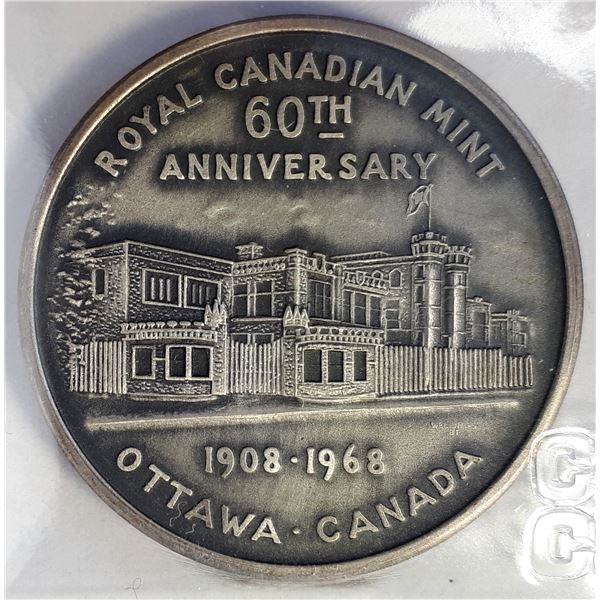 ROYAL CANADIAN MINT
60TH
ANNIVERSARY
1908·1968
OTTAWA · CANADA
C
C